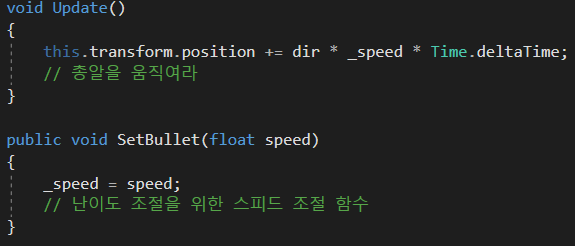 void Update()
{
this.transform.position += dir * _speed * Time.deltaTime;
// 총알을 움직여라
}
public void SetBullet(float speed)
{
_speed = speed;
// 난이도 조절을 위한 스피드 조절 함수
}